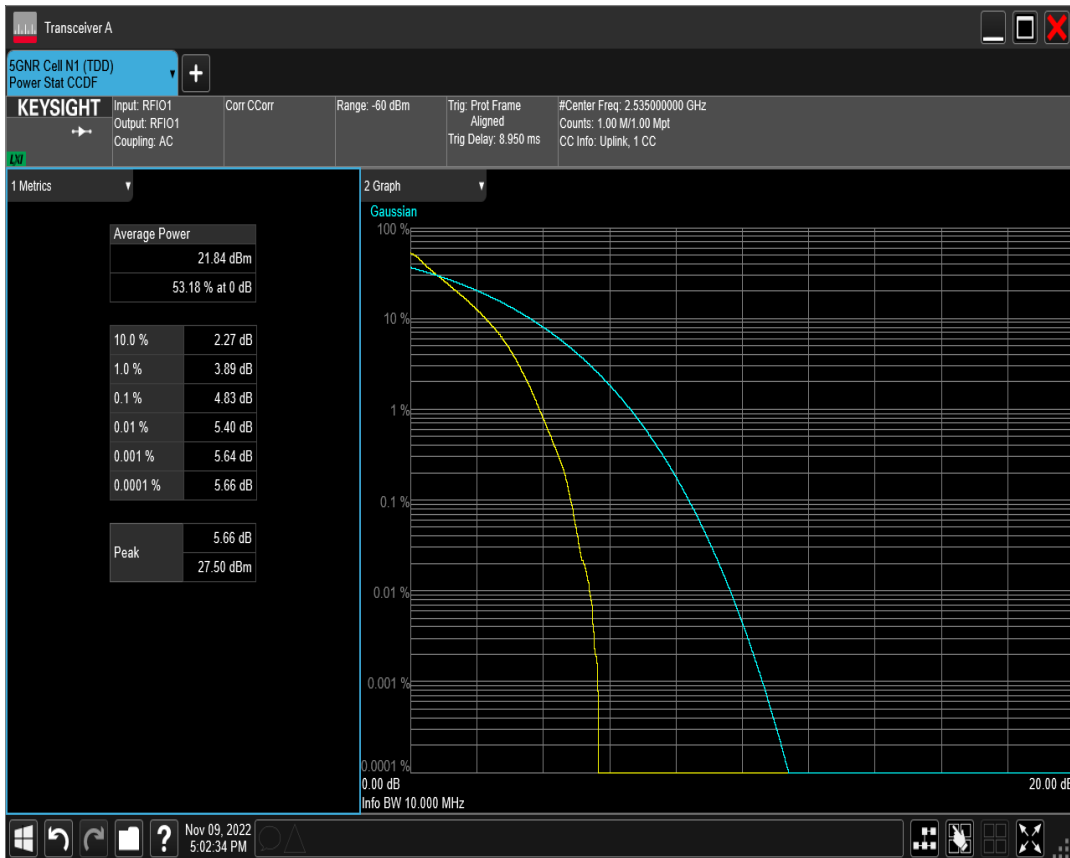 Transceiver A
5GNR Cell N1 (TDD)
Power Stat CCDF
+
KEYSIGHT
LXI
Input: RFIO1
Output: RFIO1
Coupling: AC
Corr CCorr
Range: -60 dBm
Trig: Prot Frame
Aligned
Trig Delay: 8.950 ms
#Center Freq: 2.535000000 GHz
Counts: 1.00 M/1.00 Mpt
CC Info: Uplink, 1 CC
1 Metrics
Average Power
21.84 dBm
53.18 % at 0 dB
10.0 % 2.27 dB
1.0 % 3.89 dB
0.1 % 4.83 dB
0.01 % 5.40 dB
0.001 % 5.64 dB
0.0001 % 5.66 dB
Peak
5.66 dB
27.50 dBm
2 Graph
Gaussian
100 %
10 %
1 %
0.1 %
0.01 %
0.001 %
0.0001 %
0.00 dB 20.00 dB
Info BW 10.000 MHz
?
Nov 09, 2022
5:02:34 PM